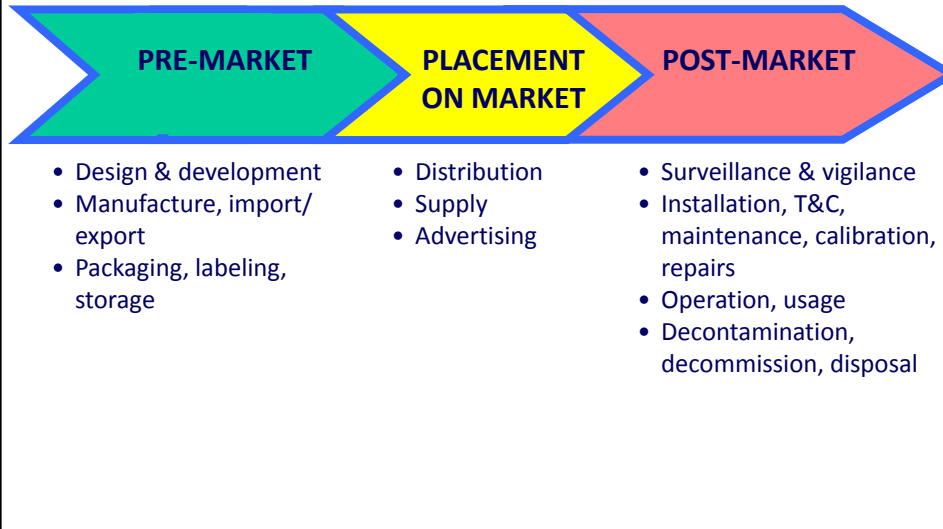 PRE-MARKET
PLACEMENT
ON MARKET
POST-MARKET
• Design & development
• Manufacture, import/
export
• Packaging, labeling,
storage
• Distribution
• Supply
• Advertising
• Surveillance & vigilance
• Installation, T&C,
maintenance, calibration,
repairs
• Operation, usage
• Decontamination,
decommission, disposal